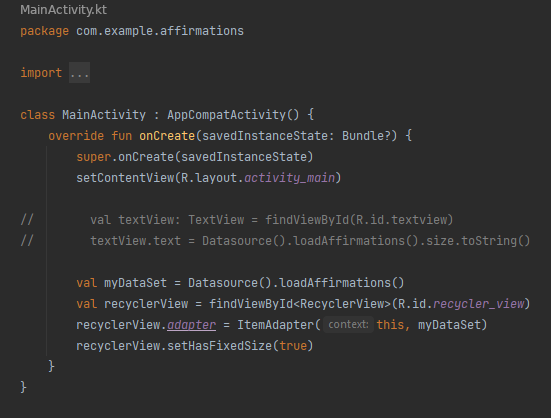 MainActivity.kt
package com.example.affirmations
import ...
class MainActivity : AppCompatActivity() {
override fun onCreate(savedInstanceState: Bundle?) {
super.onCreate(savedInstanceState)
setContentView(R.layout.activity_main)
// val textView: TextView = findViewById(R.id.textview)
// textView.text = Datasource().loadAffirmations().size.toString()
val myDataSet = Datasource().loadAffirmations()
val recyclerView = findViewById<RecyclerView>(R.id.recycler_view)
recyclerView.adapter = ItemAdapter( context: this, myDataSet)
recyclerView.setHasFixedSize(true)
}
}